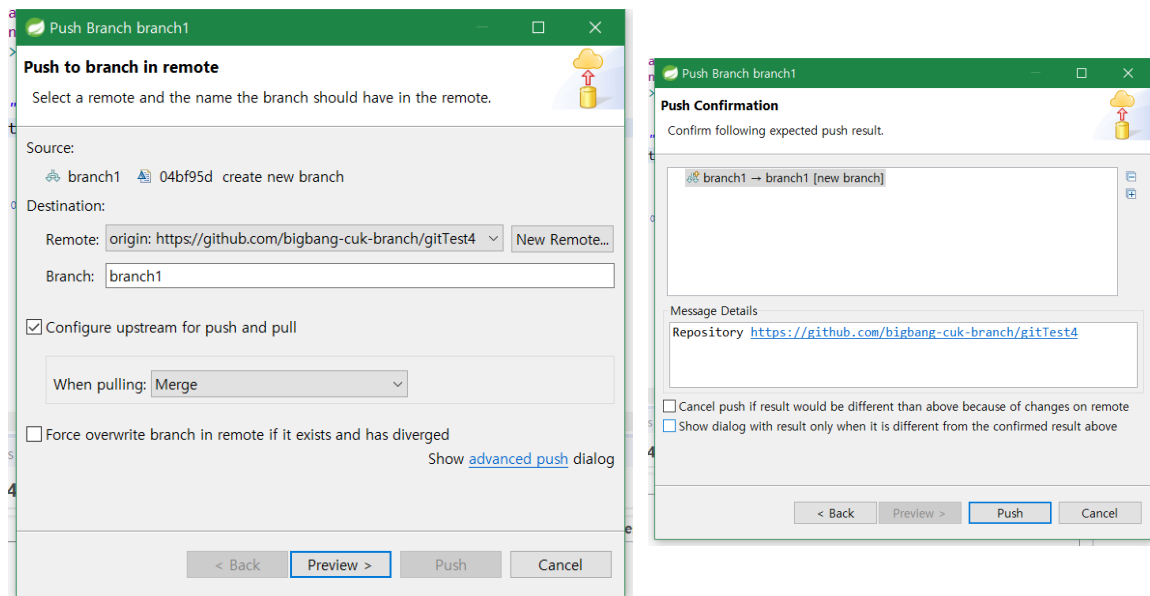 Push Branch branch1
Push to branch in remote
Select a remote and the name the branch should have in the remote.
Source:
branch1 04bf95d create new branch
Destination:
Remote: origin: https://github.com/bigbang-cuk-branch/gitTest4 New Remote...
Branch: branch1
Configure upstream for push and pull
When pulling: Merge
Force overwrite branch in remote if it exists and has diverged
Show advanced push dialog
< Back Preview > Push Cancel
Push Branch branch1
Push Confirmation
Confirm following expected push result.
branch1 → branch1 [new branch]
Message Details
Repository https://github.com/bigbang-cuk-branch/gitTest4
Cancel push if result would be different than above because of changes on remote
Show dialog with result only when it is different from the confirmed result above
< Back Preview > Push Cancel